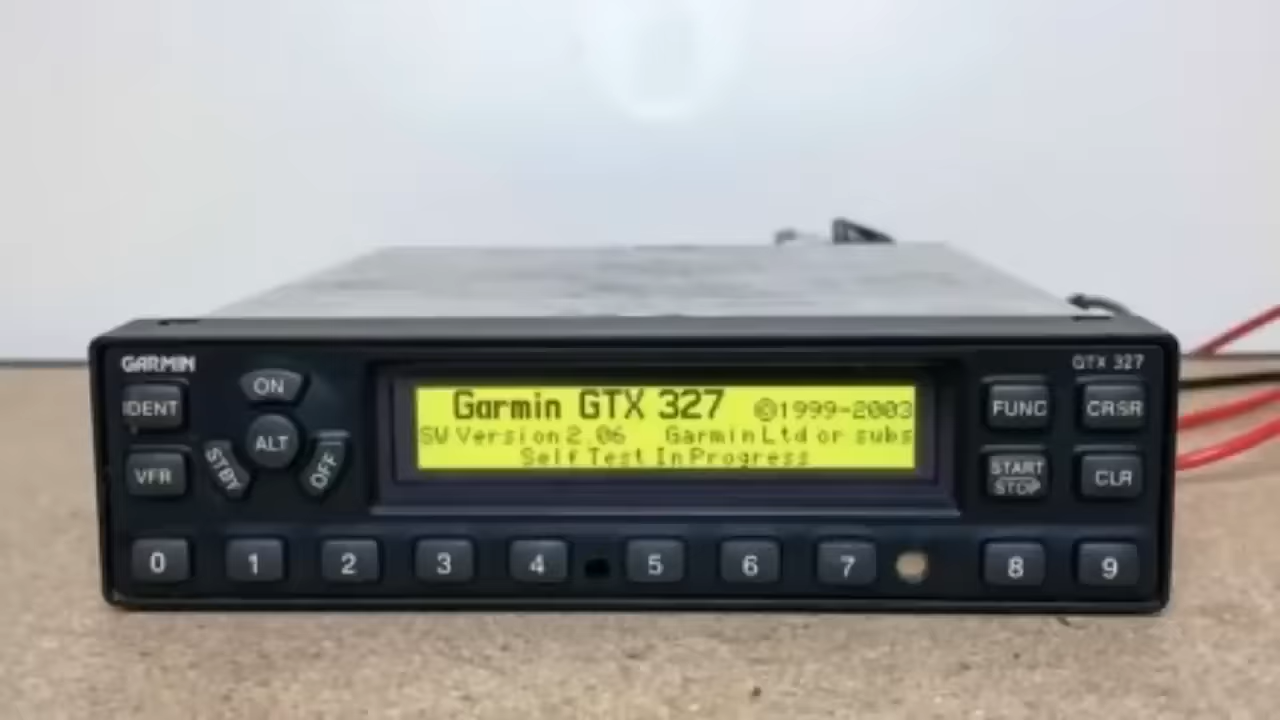 GARMIN
GTX 327
IDENT
ON
ALT
VFR
STBY
OFF
Garmin GTX 327 ©1999-2003
SW Version 2.06 Garmin Ltd or subs
Self Test In Progress
FUNC
CRSR
START
STOP
CLR
0 1 2 3 4 5 6 7 8 9